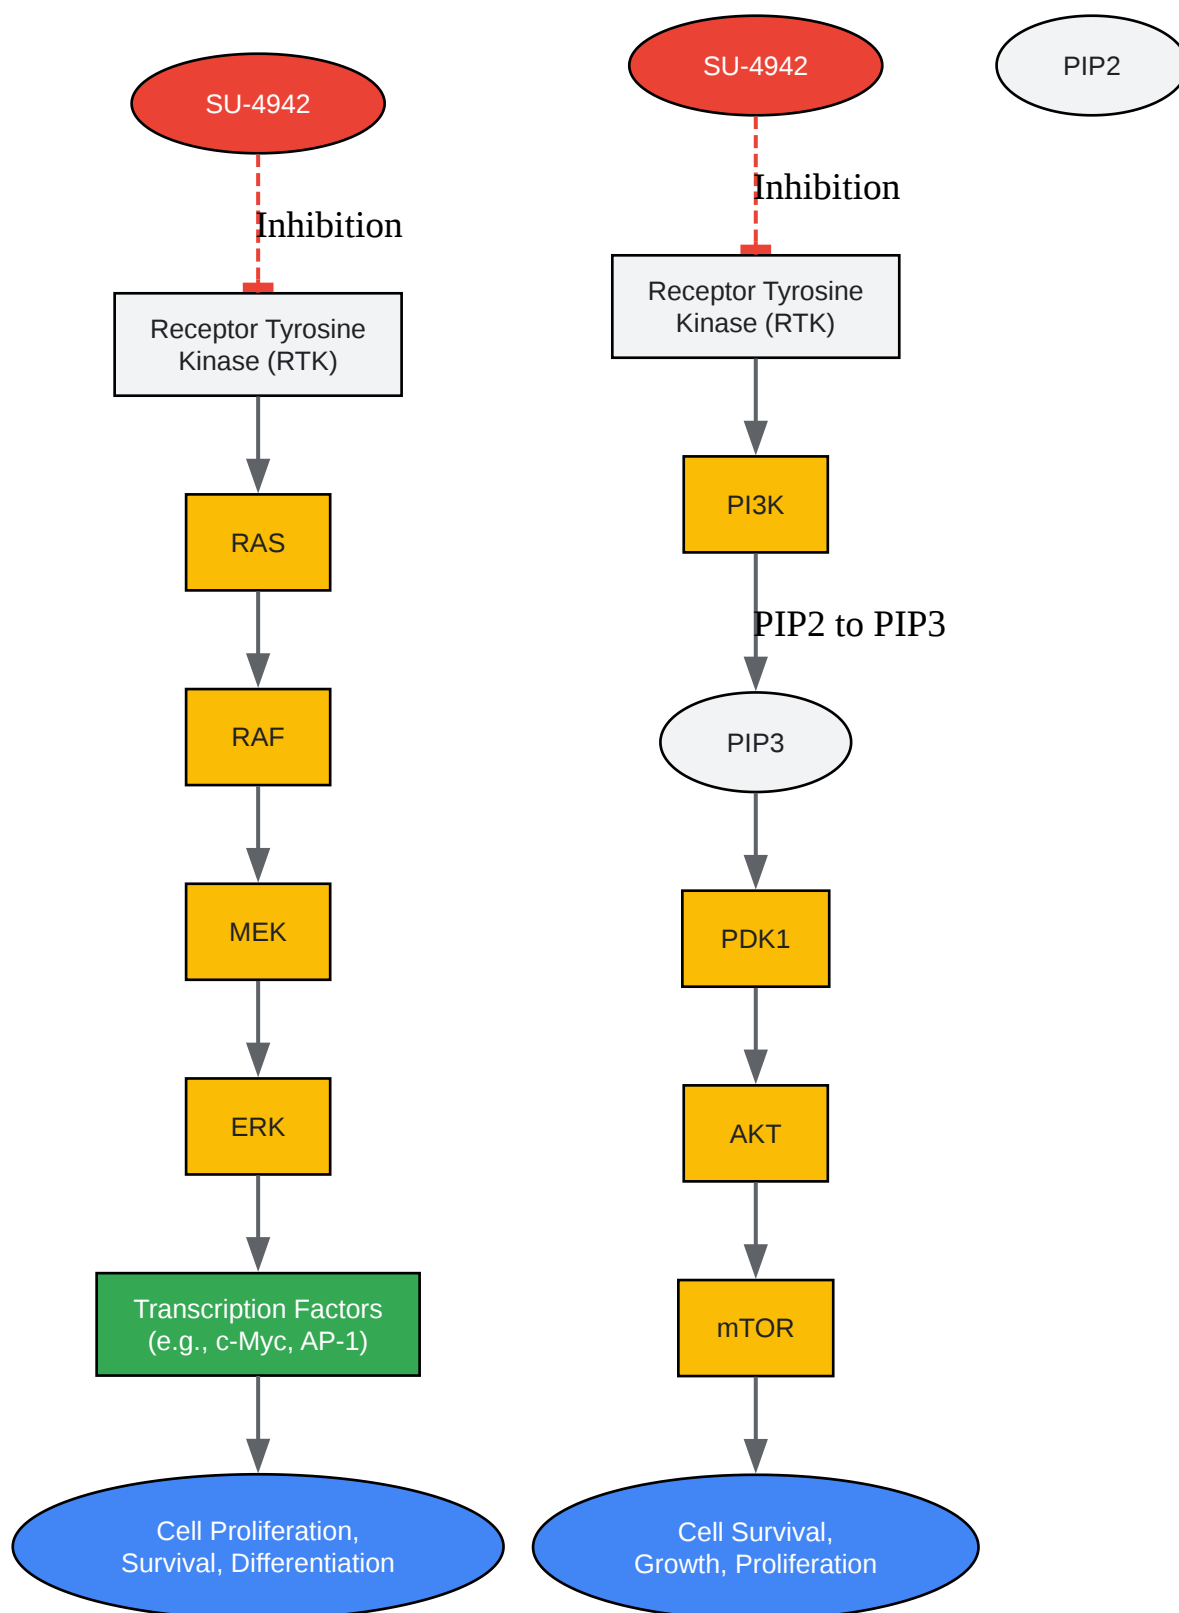 SU-4942
Inhibition
Receptor Tyrosine
Kinase (RTK)
RAS
RAF
MEK
ERK
Transcription Factors
(e.g., c-Myc, AP-1)
Cell Proliferation,
Survival, Differentiation
SU-4942
Inhibition
Receptor Tyrosine
Kinase (RTK)
PI3K
PIP2 to PIP3
PIP3
PDK1
AKT
mTOR
Cell Survival,
Growth, Proliferation
PIP2